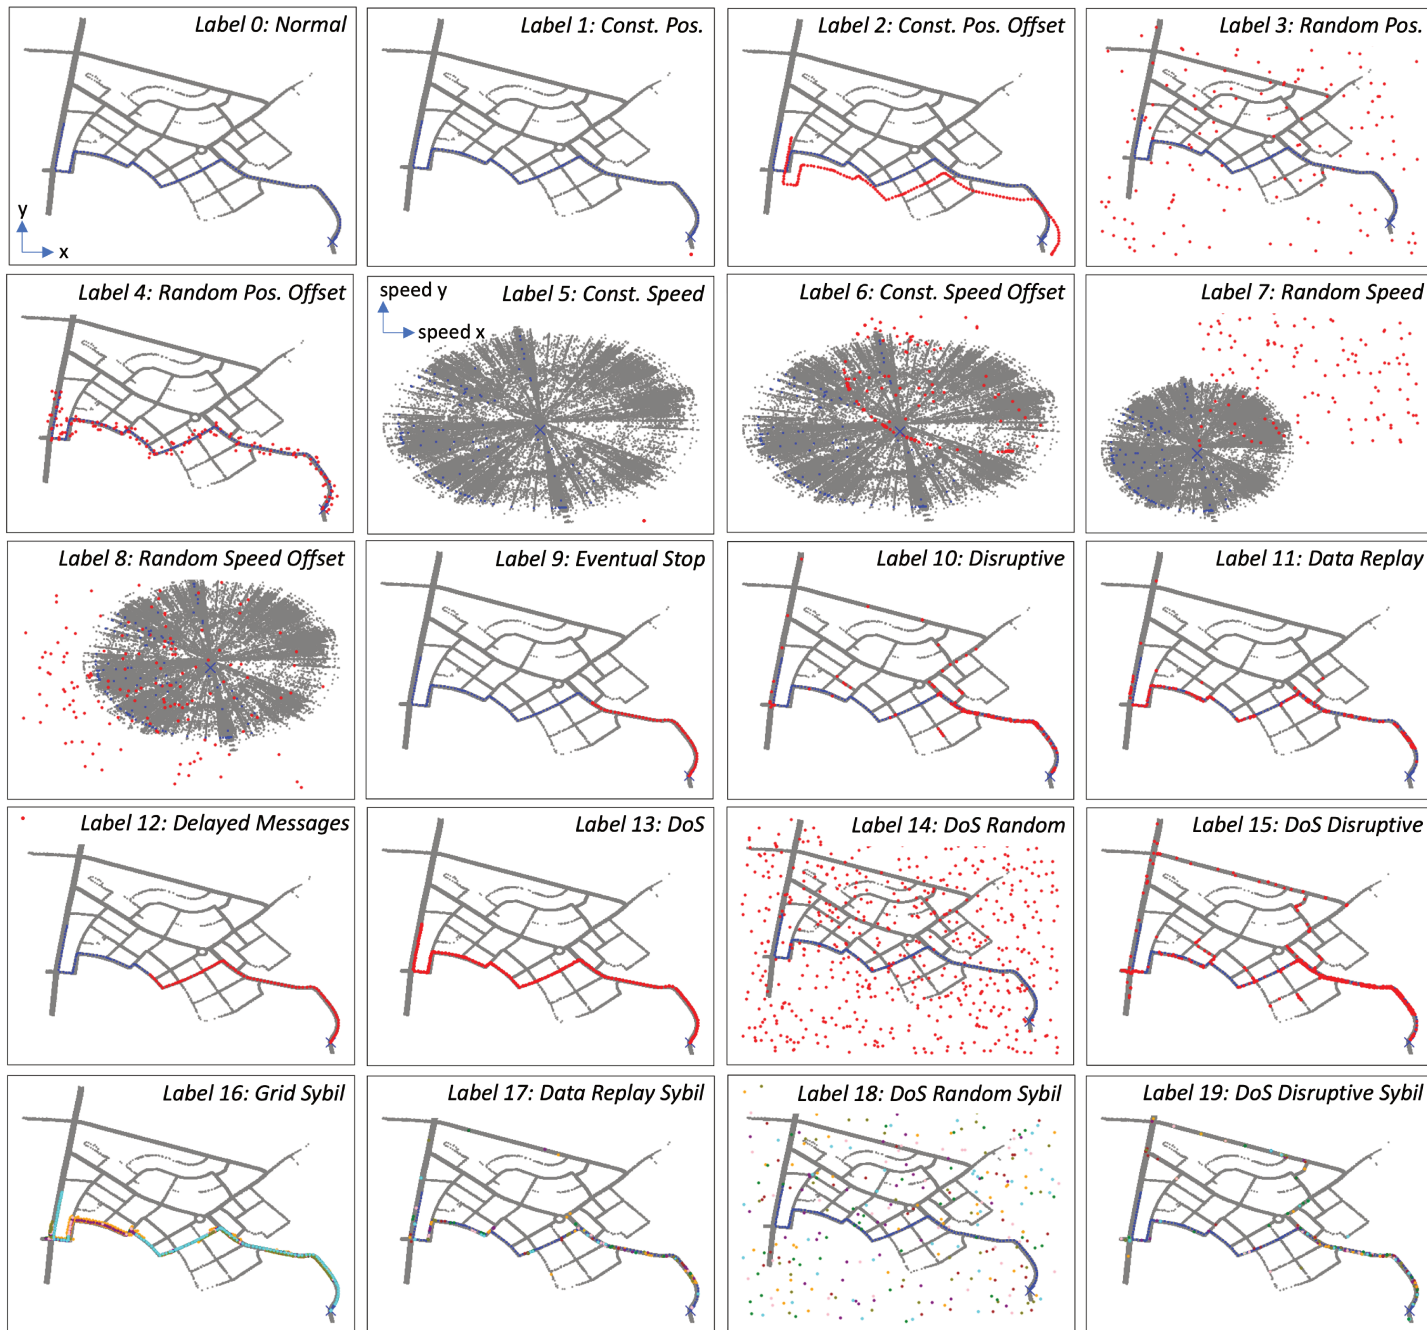 Label 0: Normal
y
x
Label 1: Const. Pos.
Label 2: Const. Pos. Offset
Label 3: Random Pos.
Label 4: Random Pos. Offset
Label 5: Const. Speed
speed y
speed x
Label 6: Const. Speed Offset
Label 7: Random Speed
Label 8: Random Speed Offset
Label 9: Eventual Stop
Label 10: Disruptive
Label 11: Data Replay
Label 12: Delayed Messages
Label 13: DoS
Label 14: DoS Random
Label 15: DoS Disruptive
Label 16: Grid Sybil
Label 17: Data Replay Sybil
Label 18: DoS Random Sybil
Label 19: DoS Disruptive Sybil